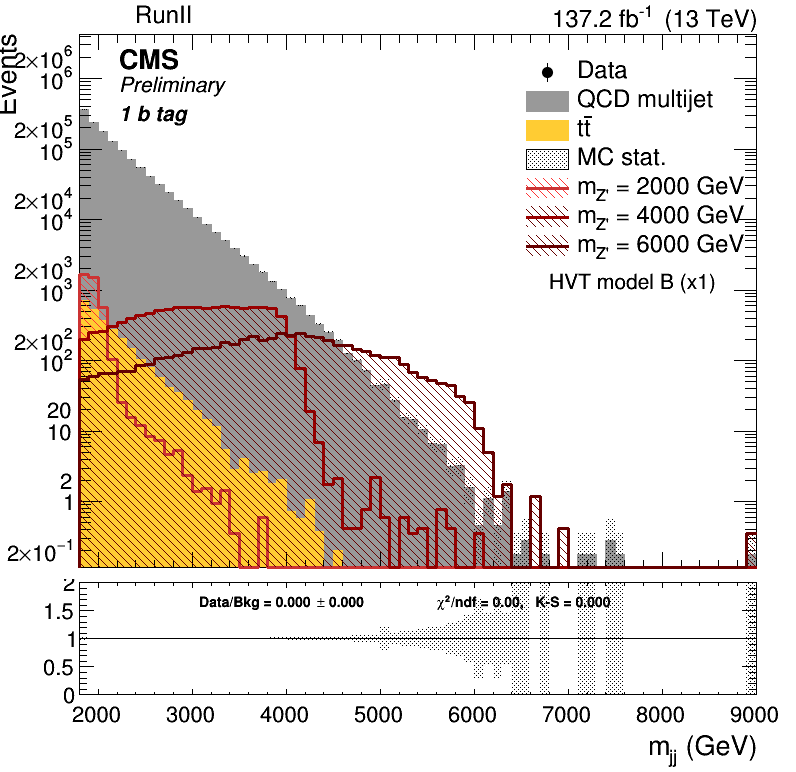 RunII
137.2 fb⁻¹ (13 TeV)
Events
CMS
Preliminary
1 b tag
Data
QCD multijet
tt̄
MC stat.
m_Z' = 2000 GeV
m_Z' = 4000 GeV
m_Z' = 6000 GeV
HVT model B (x1)
2×10⁶
10⁶
2×10⁵
10⁵
2×10⁴
10⁴
2×10³
10³
2×10²
10²
20
10
2
1
2×10⁻¹
Data/Bkg = 0.000 ± 0.000
χ²/ndf = 0.00, K-S = 0.000
2
1.5
1
0.5
0
2000 3000 4000 5000 6000 7000 8000 9000
m_jj (GeV)